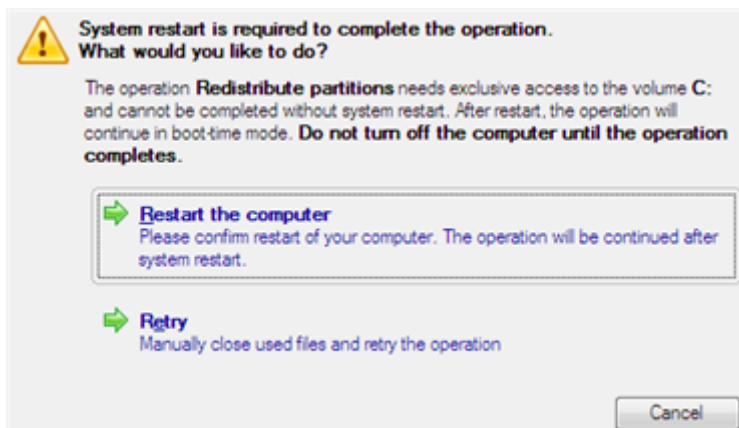 System restart is required to complete the operation.
What would you like to do?
The operation Redistribute partitions needs exclusive access to the volume C:
and cannot be completed without system restart. After restart, the operation will
continue in boot-time mode. Do not turn off the computer until the operation
completes.
Restart the computer
Please confirm restart of your computer. The operation will be continued after
system restart.
Retry
Manually close used files and retry the operation
Cancel